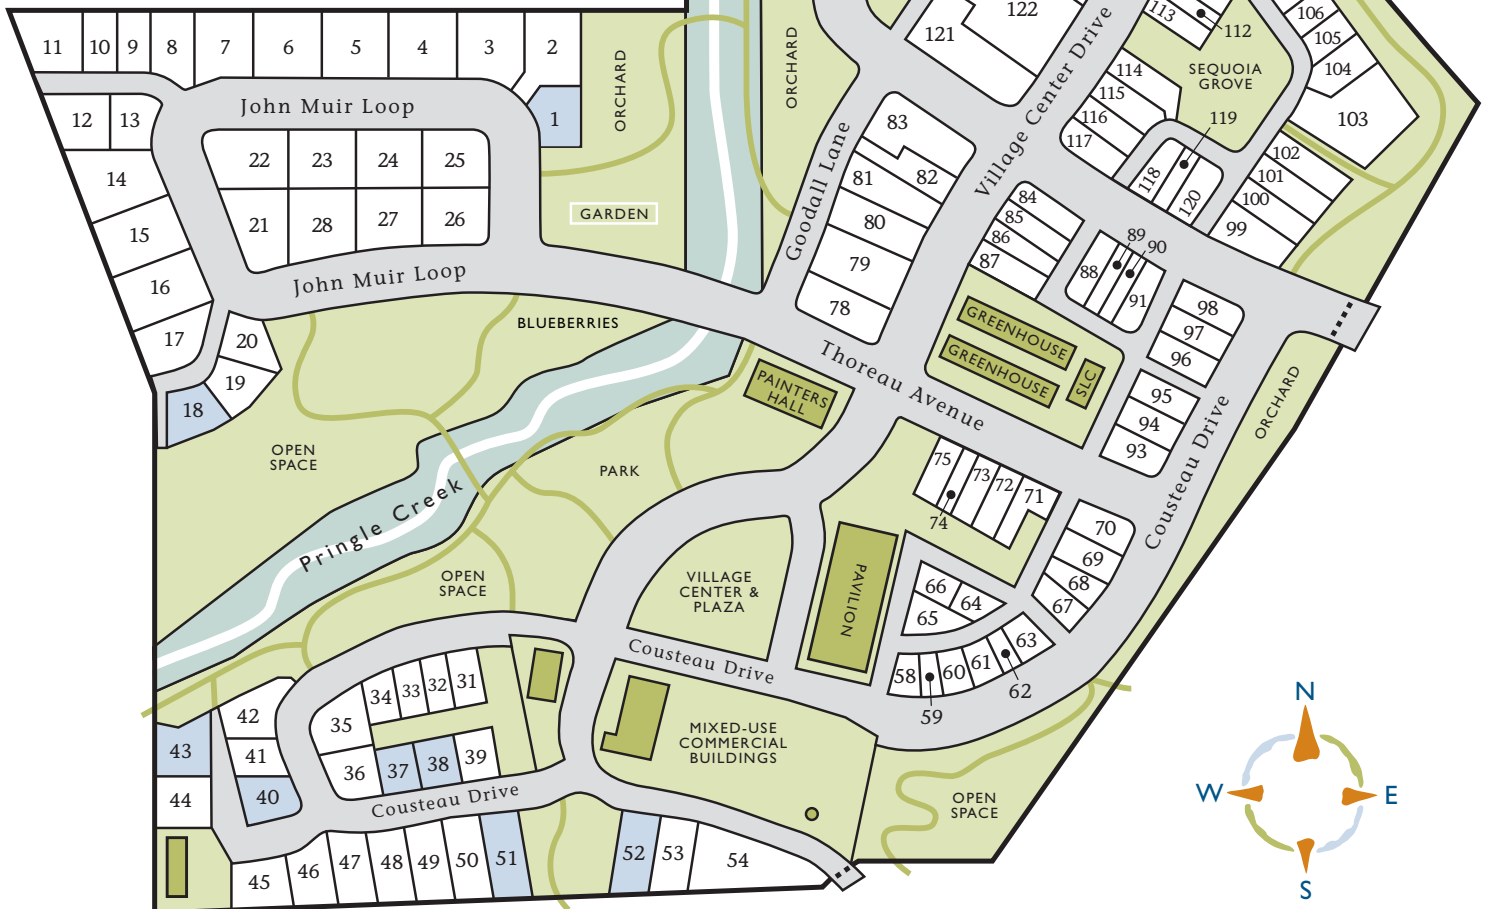 122
113
106
112
121
105
11
10
9
8
7
6
5
4
3
2
ORCHARD
ORCHARD
104
114
SEQUOIA
GROVE
Village Center Drive
115
103
John Muir Loop
12
13
1
83
116
119
117
22
23
24
25
102
14
81
82
118
101
84
120
100
GARDEN
21
28
27
26
80
85
99
15
Goodall Lane
86
89
90
John Muir Loop
79
87
88
16
91
98
78
BLUEBERRIES
GREENHOUSE
97
17
20
Thoreau Avenue
GREENHOUSE
96
SLC
19
PAINTERS
HALL
95
18
ORCHARD
94
OPEN
SPACE
93
PARK
75
73
72
71
Cousteau Drive
74
Pringle Creek
70
69
OPEN
SPACE
VILLAGE
CENTER &
PLAZA
PAVILION
66
68
64
67
65
63
Cousteau Drive
61
58
60
34
33
32
31
62
59
N
42
35
43
41
MIXED-USE
COMMERCIAL
BUILDINGS
39
36
37
38
W
E
44
40
Cousteau Drive
OPEN
SPACE
52
53
54
51
50
49
48
47
46
45
S